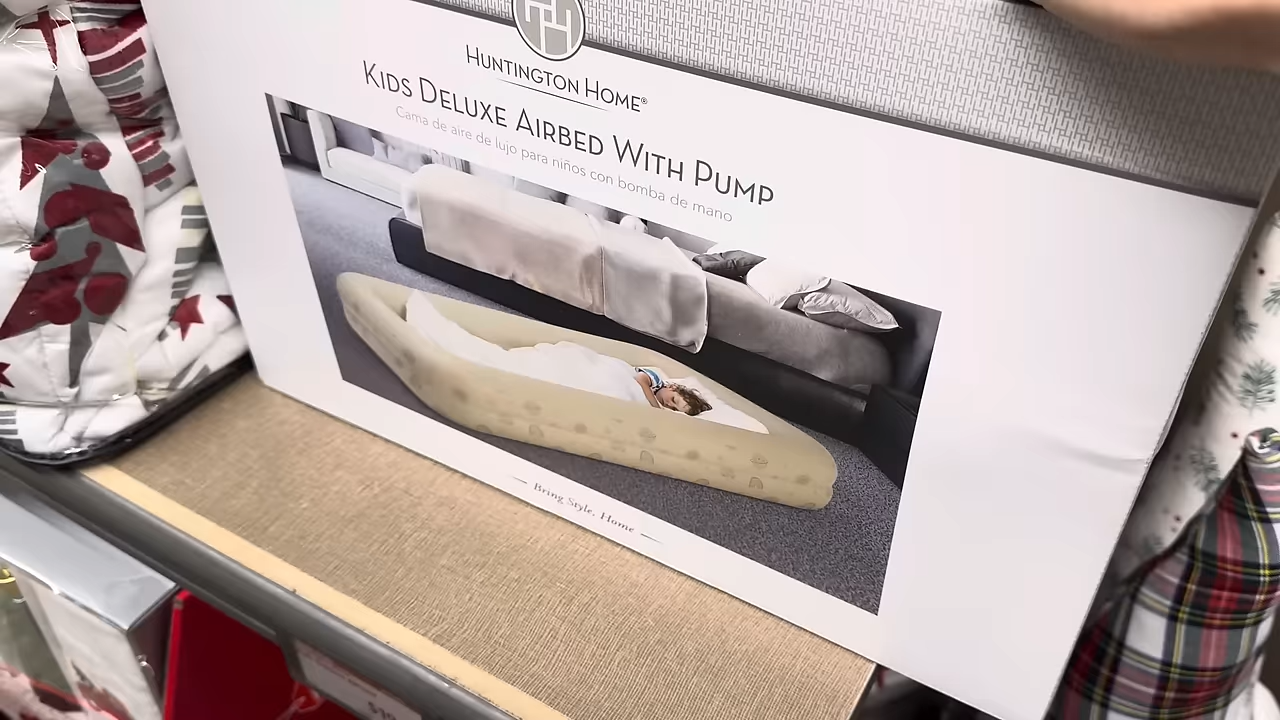 HUNTINGTON HOME®
KIDS DELUXE AIRBED WITH PUMP
Cama de aire de lujo para niños con bomba de mano
Bring Style, Home